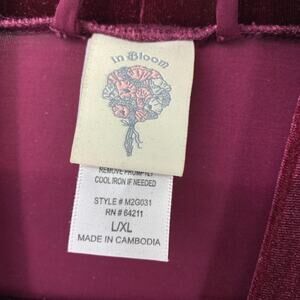 In Bloom
REMOVE PROMPTLY
COOL IRON IF NEEDED
STYLE # M2G031
RN # 64211
L/XL
MADE IN CAMBODIA